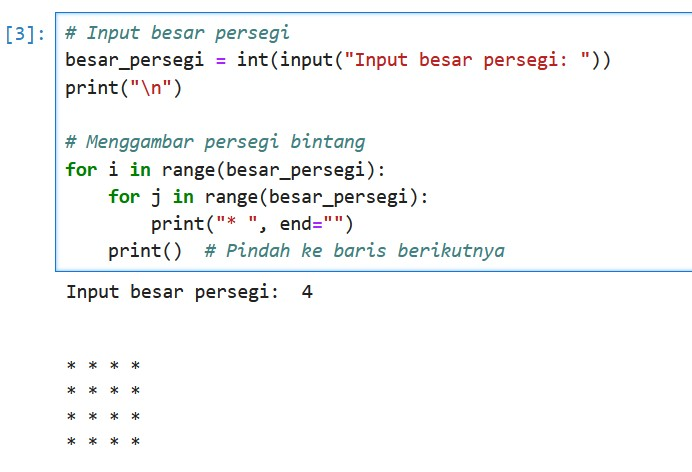 [3]: # Input besar persegi
besar_persegi = int(input("Input besar persegi: "))
print("\n")
# Menggambar persegi bintang
for i in range(besar_persegi):
    for j in range(besar_persegi):
        print("* ", end="")
    print()  # Pindah ke baris berikutnya
Input besar persegi:  4
* * * *
* * * *
* * * *
* * * *